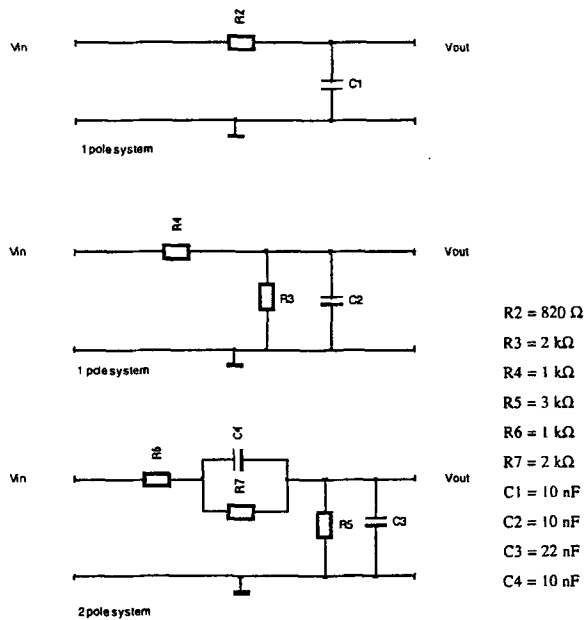 R2
Vin
Vout
C1
1 pole system
R4
Vin
Vout
R3
C2
1 pole system
R6
C4
Vin
R7
Vout
R5
C3
2 pole system
R2 = 820 Ω
R3 = 2 kΩ
R4 = 1 kΩ
R5 = 3 kΩ
R6 = 1 kΩ
R7 = 2 kΩ
C1 = 10 nF
C2 = 10 nF
C3 = 22 nF
C4 = 10 nF